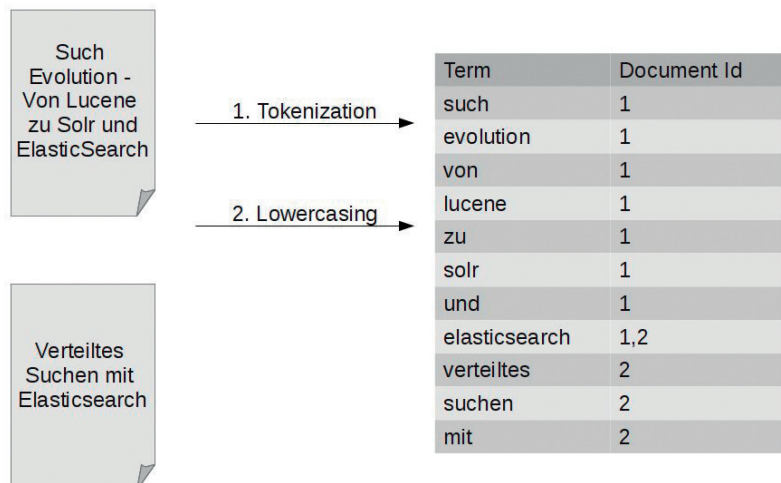 Such
Evolution -
Von Lucene
zu Solr und
ElasticSearch
1. Tokenization
2. Lowercasing
Verteiltes
Suchen mit
Elasticsearch
Term Document Id
such 1
evolution 1
von 1
lucene 1
zu 1
solr 1
und 1
elasticsearch 1,2
verteiltes 2
suchen 2
mit 2